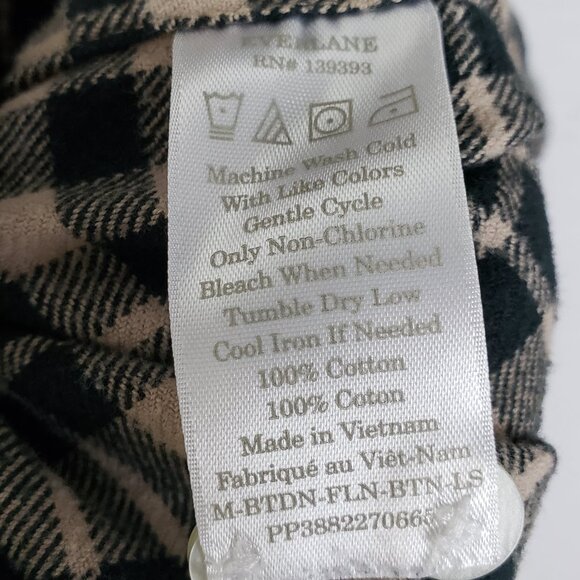 EVERLANE
RN# 139393
Machine Wash Cold
With Like Colors
Gentle Cycle
Only Non-Chlorine
Bleach When Needed
Tumble Dry Low
Cool Iron If Needed
100% Cotton
100% Coton
Made in Vietnam
Fabriqué au Viêt-Nam
M-BTDN-FLN-BTN-LS
PP3882270665